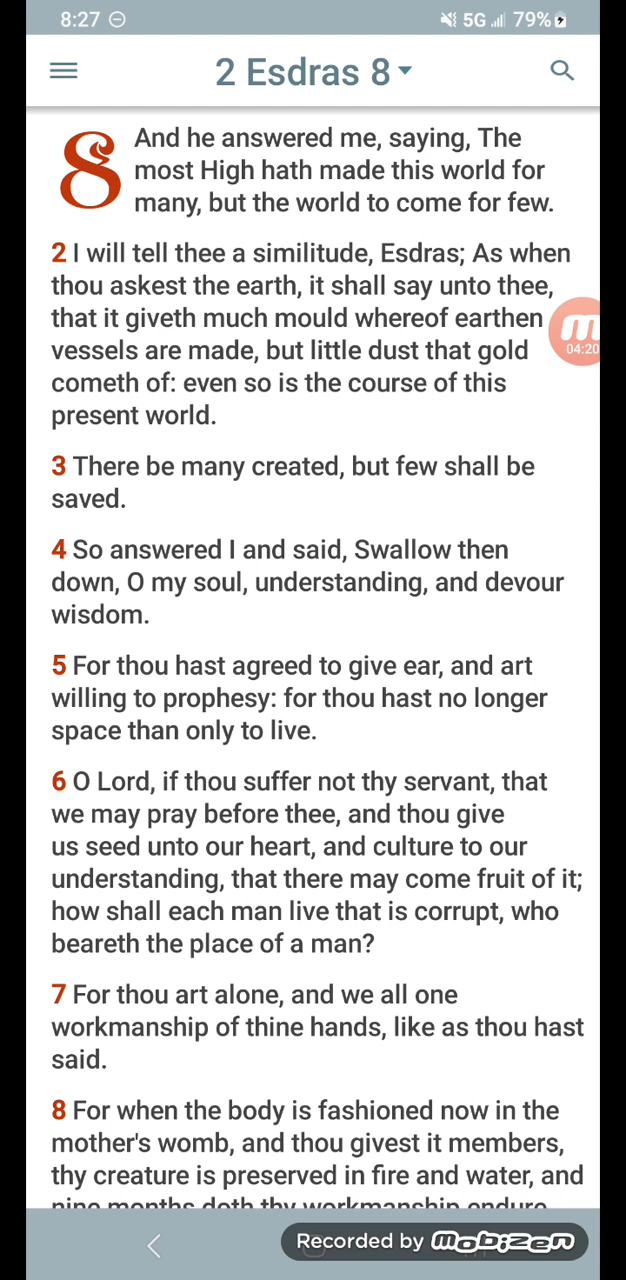 8:27 5G 79%
2 Esdras 8
8 And he answered me, saying, The
most High hath made this world for
many, but the world to come for few.
2 I will tell thee a similitude, Esdras; As when
thou askest the earth, it shall say unto thee,
that it giveth much mould whereof earthen
vessels are made, but little dust that gold
cometh of: even so is the course of this
present world.
m
04:20
3 There be many created, but few shall be
saved.
4 So answered I and said, Swallow then
down, O my soul, understanding, and devour
wisdom.
5 For thou hast agreed to give ear, and art
willing to prophesy: for thou hast no longer
space than only to live.
6 O Lord, if thou suffer not thy servant, that
we may pray before thee, and thou give
us seed unto our heart, and culture to our
understanding, that there may come fruit of it;
how shall each man live that is corrupt, who
beareth the place of a man?
7 For thou art alone, and we all one
workmanship of thine hands, like as thou hast
said.
8 For when the body is fashioned now in the
mother's womb, and thou givest it members,
thy creature is preserved in fire and water, and
nine months doth thy workmanship endure
Recorded by Mobizen